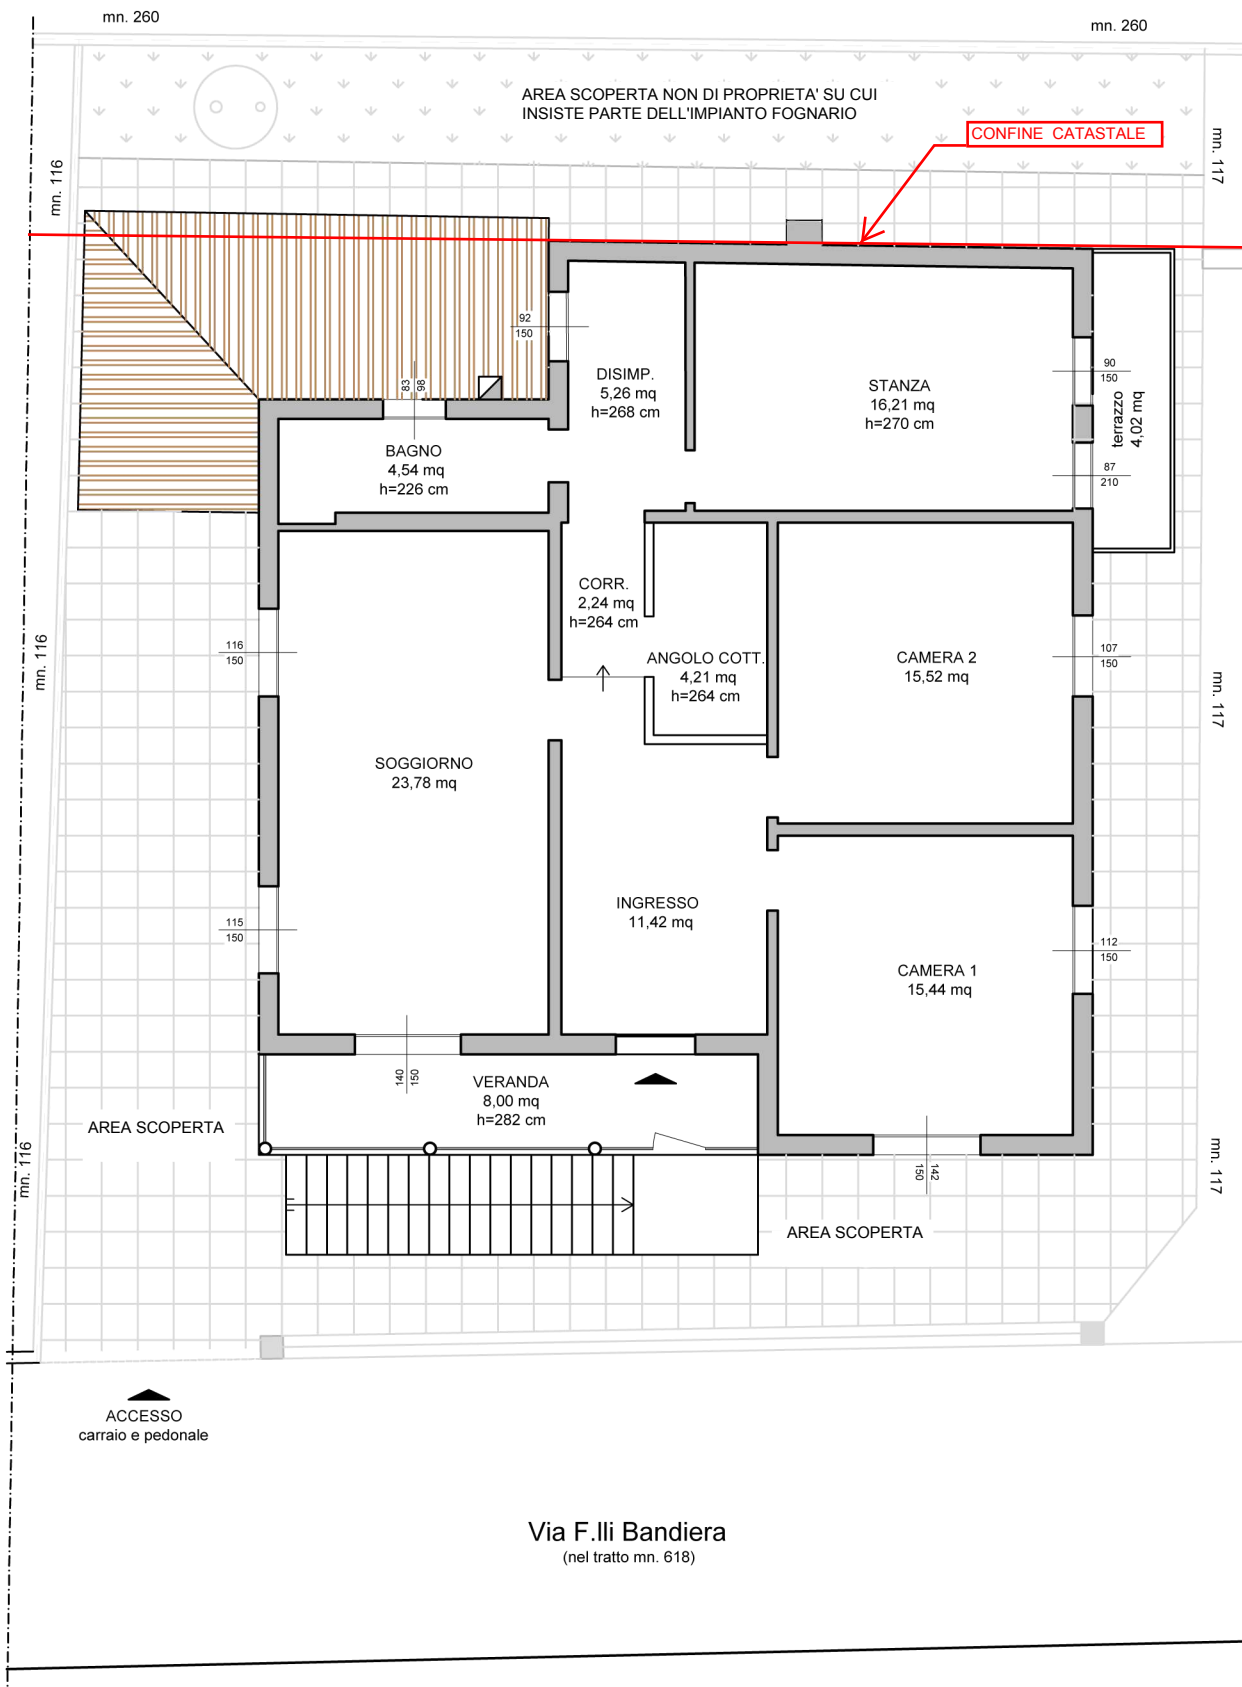 mn. 260
mn. 260
AREA SCOPERTA NON DI PROPRIETA' SU CUI
INSISTE PARTE DELL'IMPIANTO FOGNARIO
CONFINE CATASTALE
mn. 116
mn. 117
92
150
83
98
DISIMP.
5,26 mq
h=268 cm
STANZA
16,21 mq
h=270 cm
90
150
terrazzo
4,02 mq
BAGNO
4,54 mq
h=226 cm
87
210
CORR.
2,24 mq
h=264 cm
116
150
mn. 116
ANGOLO COTT.
4,21 mq
h=264 cm
CAMERA 2
15,52 mq
107
150
mn. 117
SOGGIORNO
23,78 mq
INGRESSO
11,42 mq
115
150
CAMERA 1
15,44 mq
112
150
140
150
VERANDA
8,00 mq
h=282 cm
AREA SCOPERTA
mn. 116
150
142
mn. 117
AREA SCOPERTA
ACCESSO
carraio e pedonale
Via F.lli Bandiera
(nel tratto mn. 618)